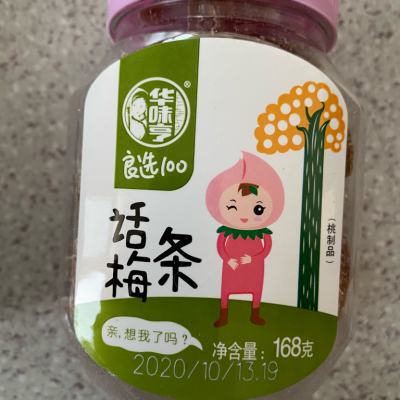 华味亨
®
良选100
话梅条
（桃制品）
亲,想我了吗?
净含量: 168克
2020/10/13.19